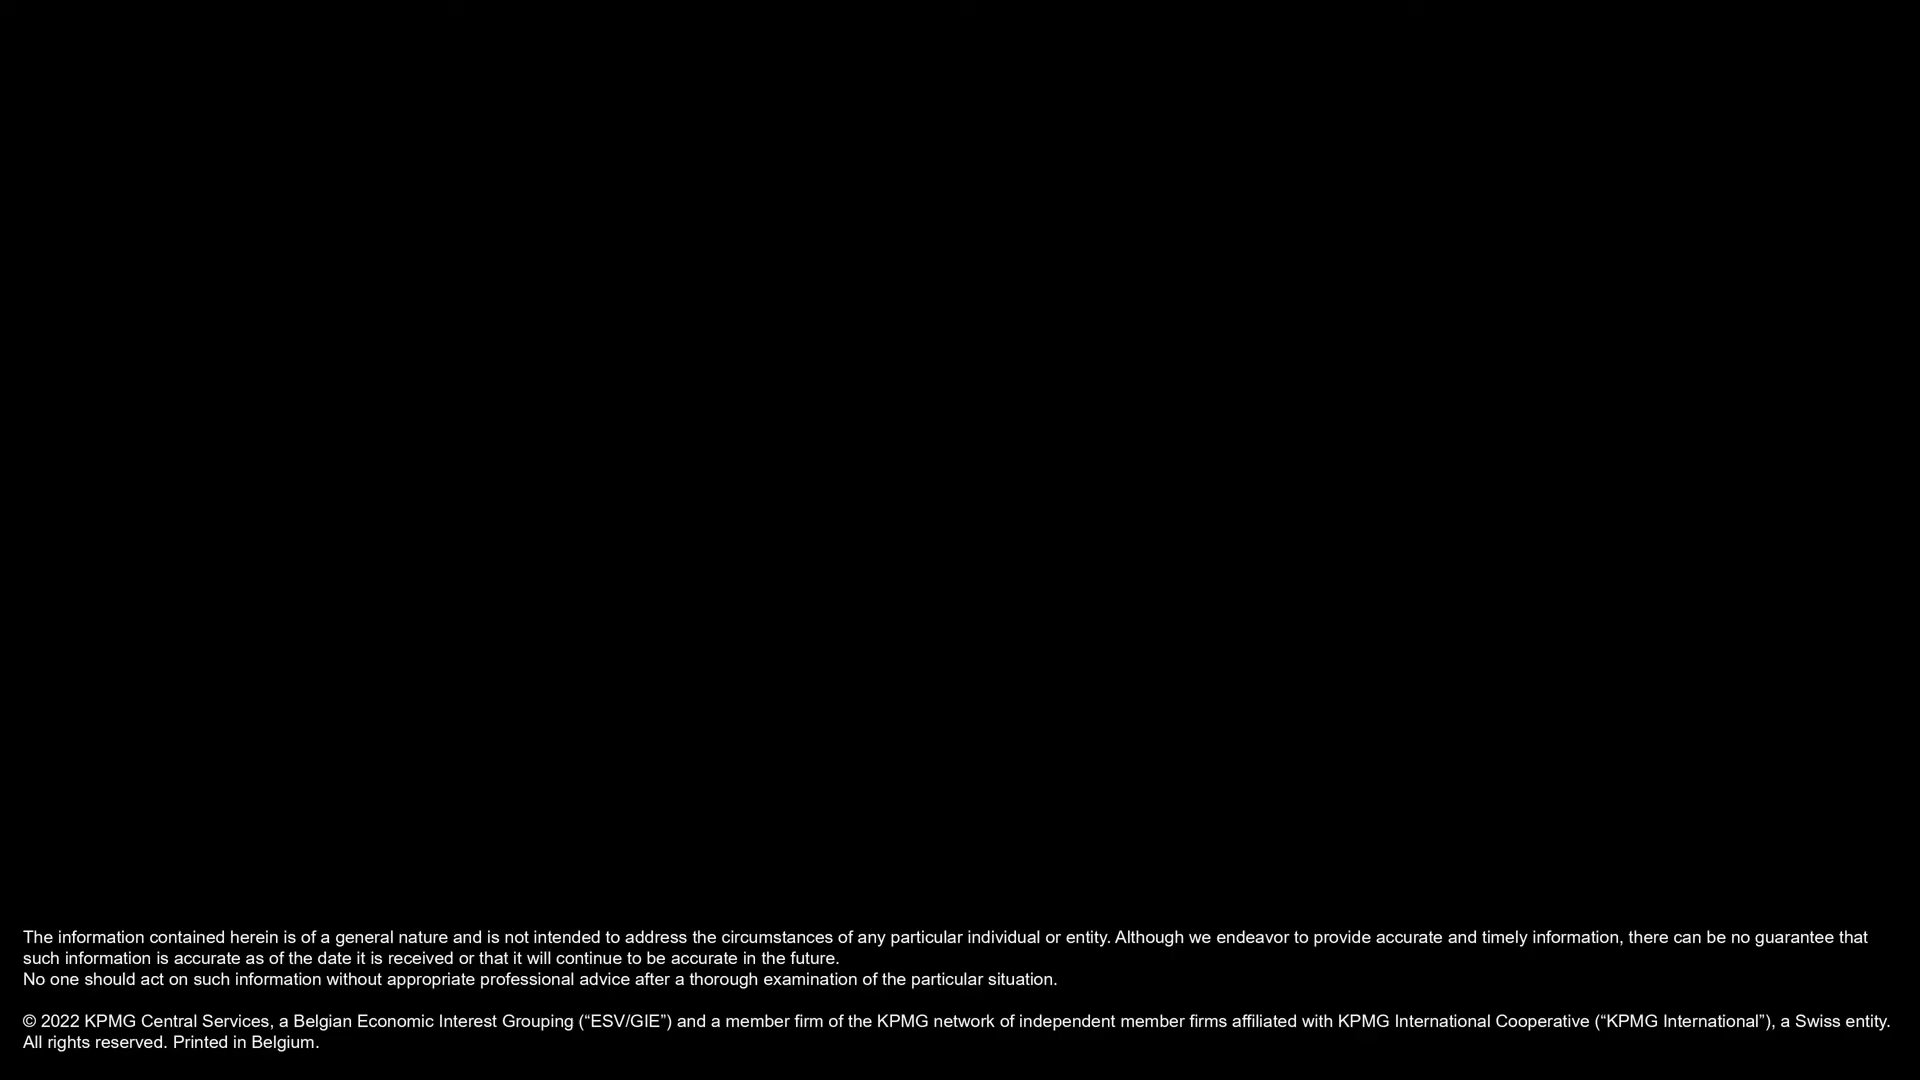 The information contained herein is of a general nature and is not intended to address the circumstances of any particular individual or entity. Although we endeavor to provide accurate and timely information, there can be no guarantee that
such information is accurate as of the date it is received or that it will continue to be accurate in the future.
No one should act on such information without appropriate professional advice after a thorough examination of the particular situation.
© 2022 KPMG Central Services, a Belgian Economic Interest Grouping (“ESV/GIE”) and a member firm of the KPMG network of independent member firms affiliated with KPMG International Cooperative (“KPMG International”), a Swiss entity.
All rights reserved. Printed in Belgium.